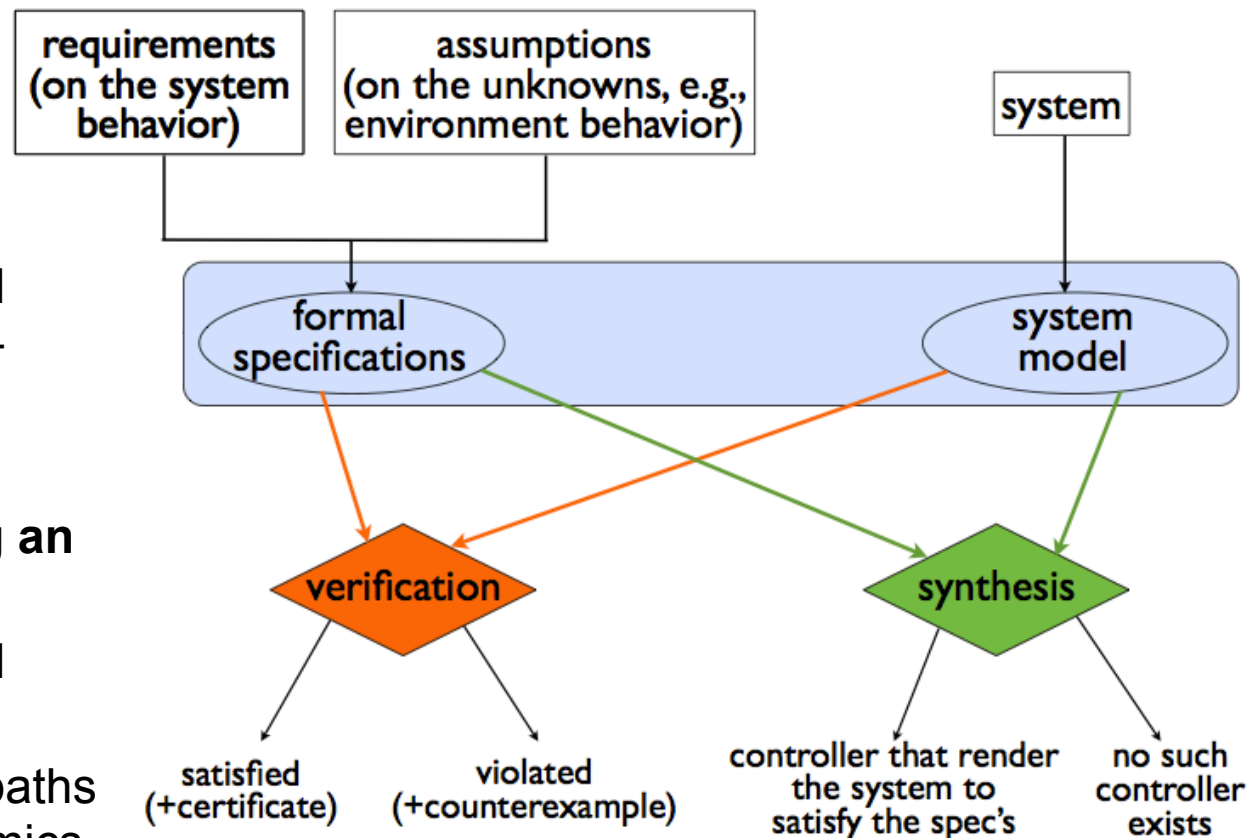 requirements
(on the system
behavior)
assumptions
(on the unknowns, e.g.,
environment behavior)
system
formal
specifications
system
model
g an
verification
synthesis
satisfied
(+certificate)
violated
(+counterexample)
controller that render
the system to
satisfy the spec's
no such
controller
exists